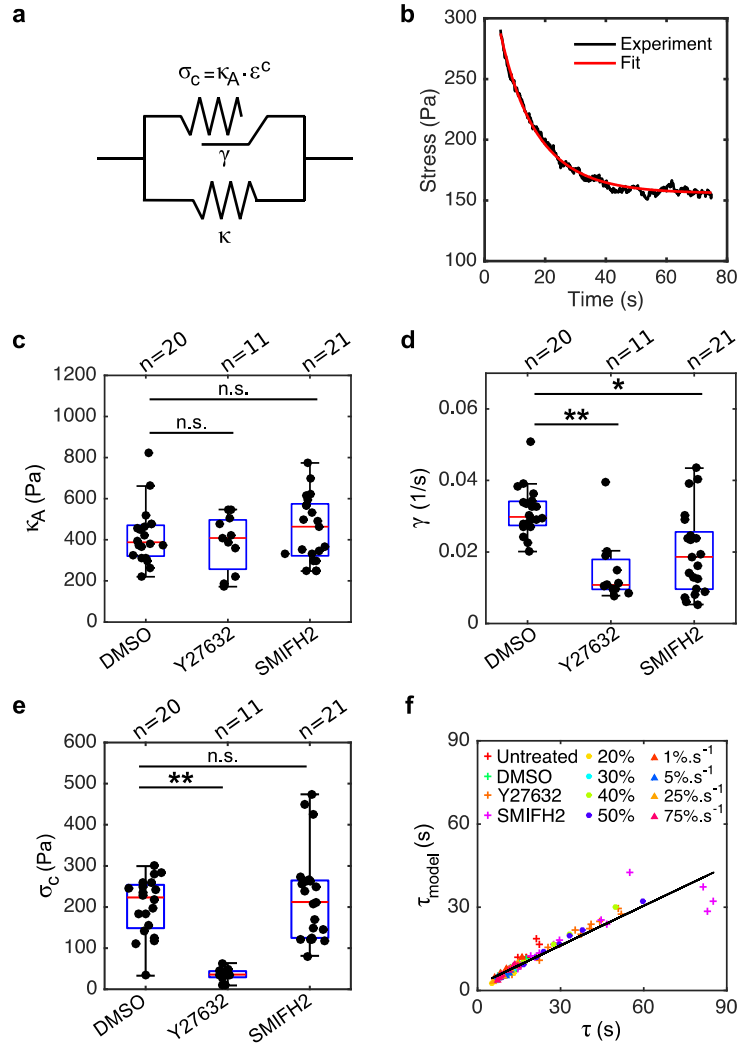 a
σc=κA·εc
γ
κ
b
Stress (Pa)
300
250
200
150
100
Experiment
Fit
0
20
40
60
80
Time (s)
c
n=20
n=11
n=21
κA (Pa)
1200
1000
800
600
400
200
0
n.s.
n.s.
DMSO
Y27632
SMIFH2
d
n=20
n=11
n=21
γ (1/s)
0.06
0.04
0.02
0
*
**
DMSO
Y27632
SMIFH2
e
n=20
n=11
n=21
σc (Pa)
600
500
400
300
200
100
0
n.s.
**
DMSO
Y27632
SMIFH2
f
τmodel (s)
90
60
30
0
Untreated 20% 1%.s-1
DMSO 30% 5%.s-1
Y27632 40% 25%.s-1
SMIFH2 50% 75%.s-1
0
30
60
90
τ (s)